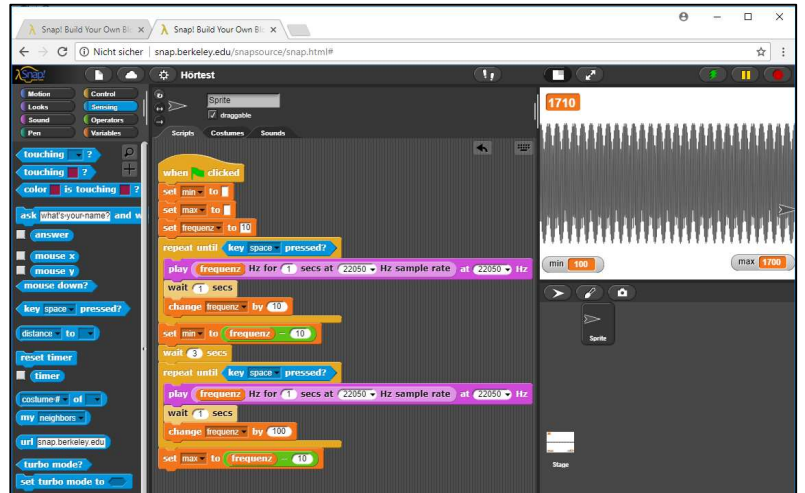 Snap! Build Your Own Blo
Snap! Build Your Own Blo
Nicht sicher snap.berkeley.edu/snapsource/snap.html#
Snap! Hörtest
Motion Control
Looks Sensing
Sound Operators
Pen Variables
touching ?
touching ?
color is touching ?
ask what's your name? and w
answer
mouse x
mouse y
mouse down?
key space pressed?
distance to
reset timer
timer
costume # of
my neighbors
url snap.berkeley.edu
turbo mode?
set turbo mode to
Sprite
draggable
Scripts Costumes Sounds
when clicked
set min to
set max to
set frequenz to 10
repeat until key space pressed?
play frequenz Hz for 1 secs at 22050 Hz sample rate at 22050 Hz
wait 1 secs
change frequenz by 10
set min to frequenz - 10
wait 3 secs
repeat until key space pressed?
play frequenz Hz for 1 secs at 22050 Hz sample rate at 22050 Hz
wait 1 secs
change frequenz by 100
set max to frequenz - 10
1710
min 100
max 1700
Sprite
Stage